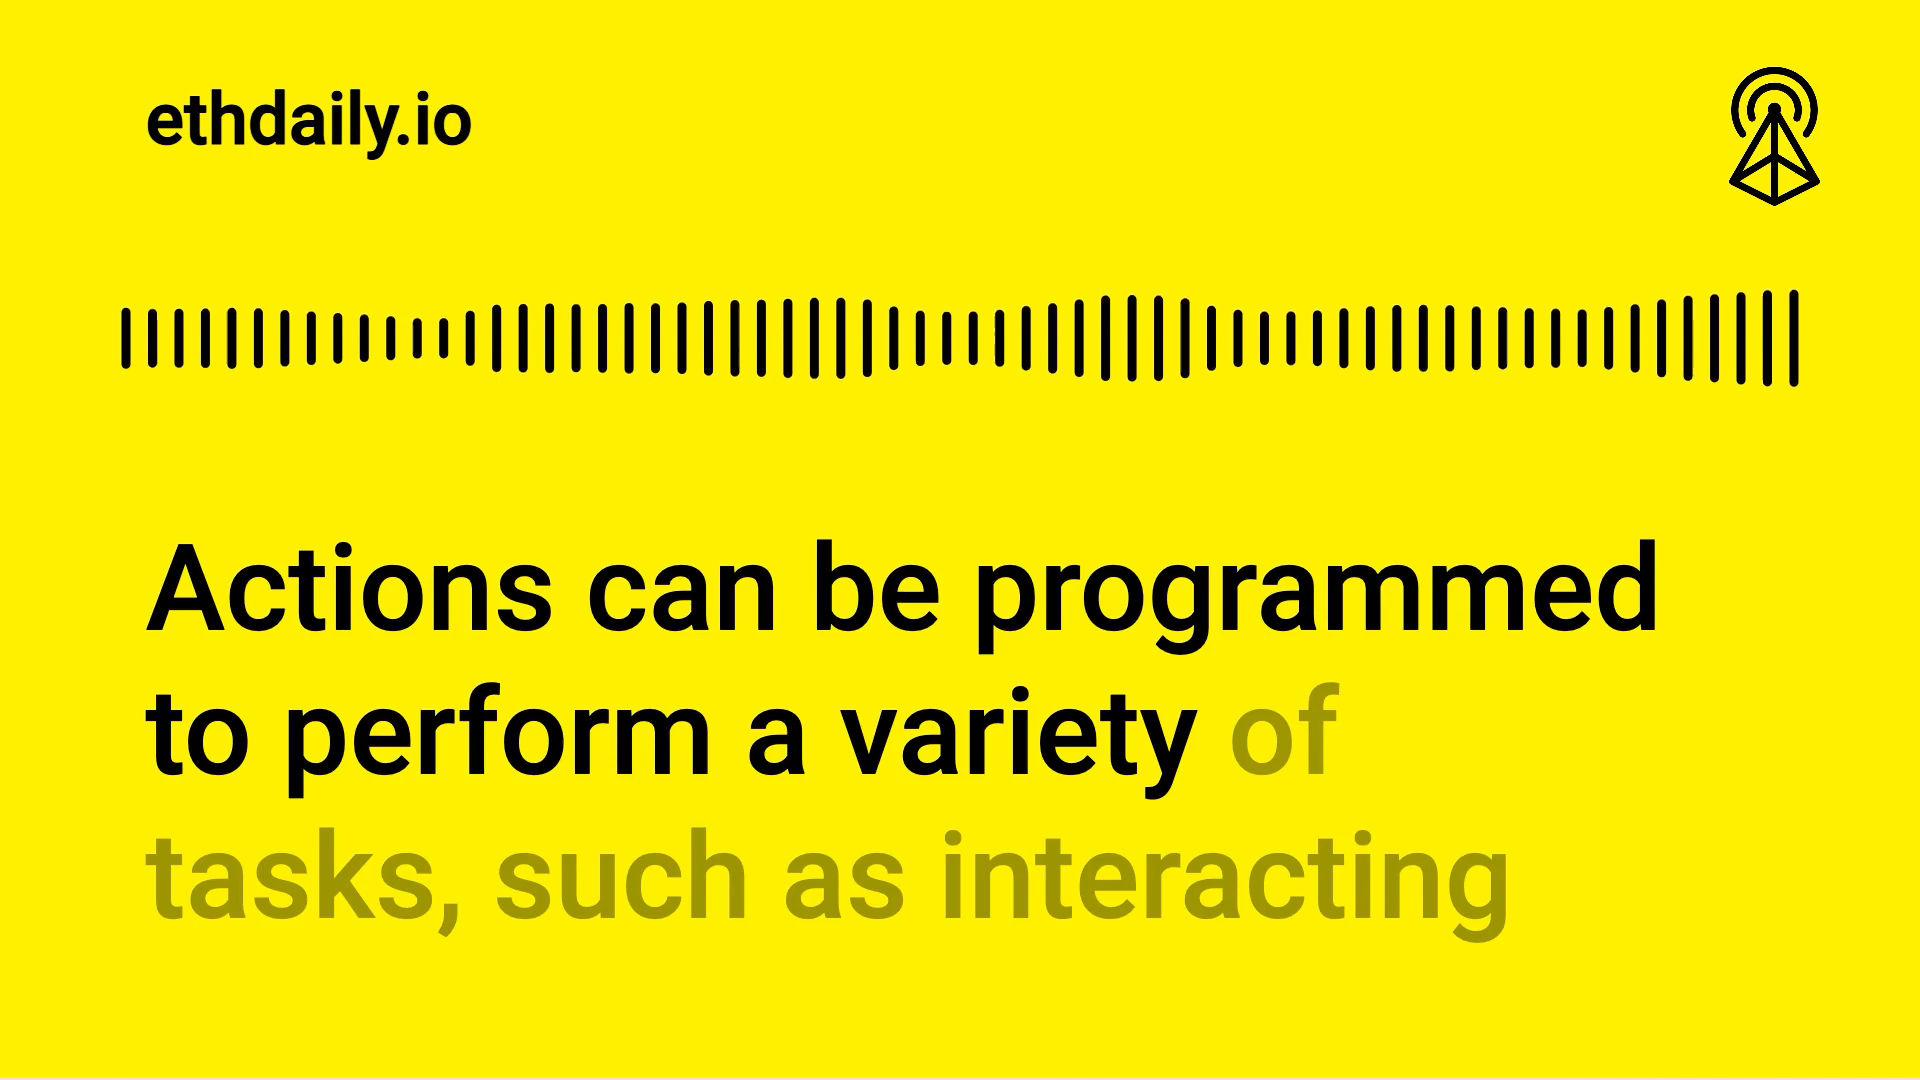 ethdaily.io
Actions can be programmed
to perform a variety of
tasks, such as interacting